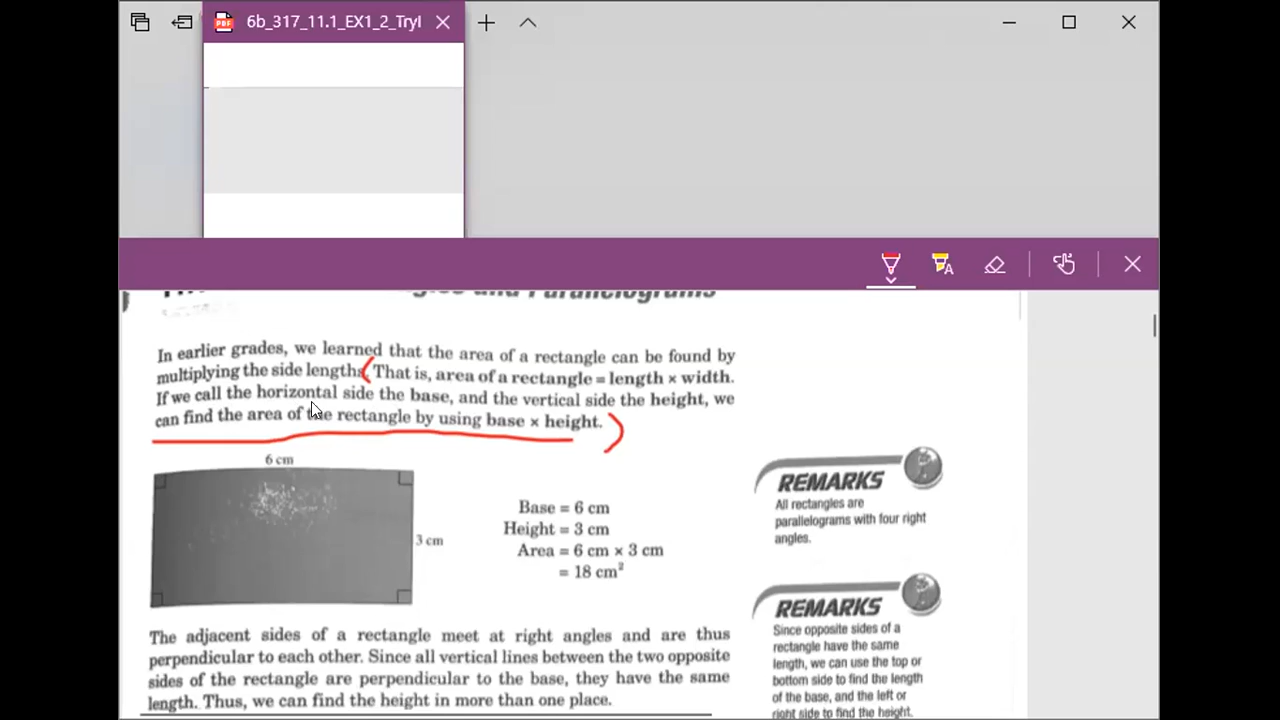 6b_317_11.1_EX1_2_TryI
and Parallelograms
In earlier grades, we learned that the area of a rectangle can be found by
multiplying the side lengths. That is, area of a rectangle = length × width.
If we call the horizontal side the base, and the vertical side the height, we
can find the area of the rectangle by using base × height.
6 cm
3 cm
Base = 6 cm
Height = 3 cm
Area = 6 cm × 3 cm
= 18 cm²
REMARKS
All rectangles are
parallelograms with four right
angles.
REMARKS
Since opposite sides of a
rectangle have the same
length, we can use the top or
bottom side to find the length
of the base, and the left or
right side to find the height.
The adjacent sides of a rectangle meet at right angles and are thus
perpendicular to each other. Since all vertical lines between the two opposite
sides of the rectangle are perpendicular to the base, they have the same
length. Thus, we can find the height in more than one place.